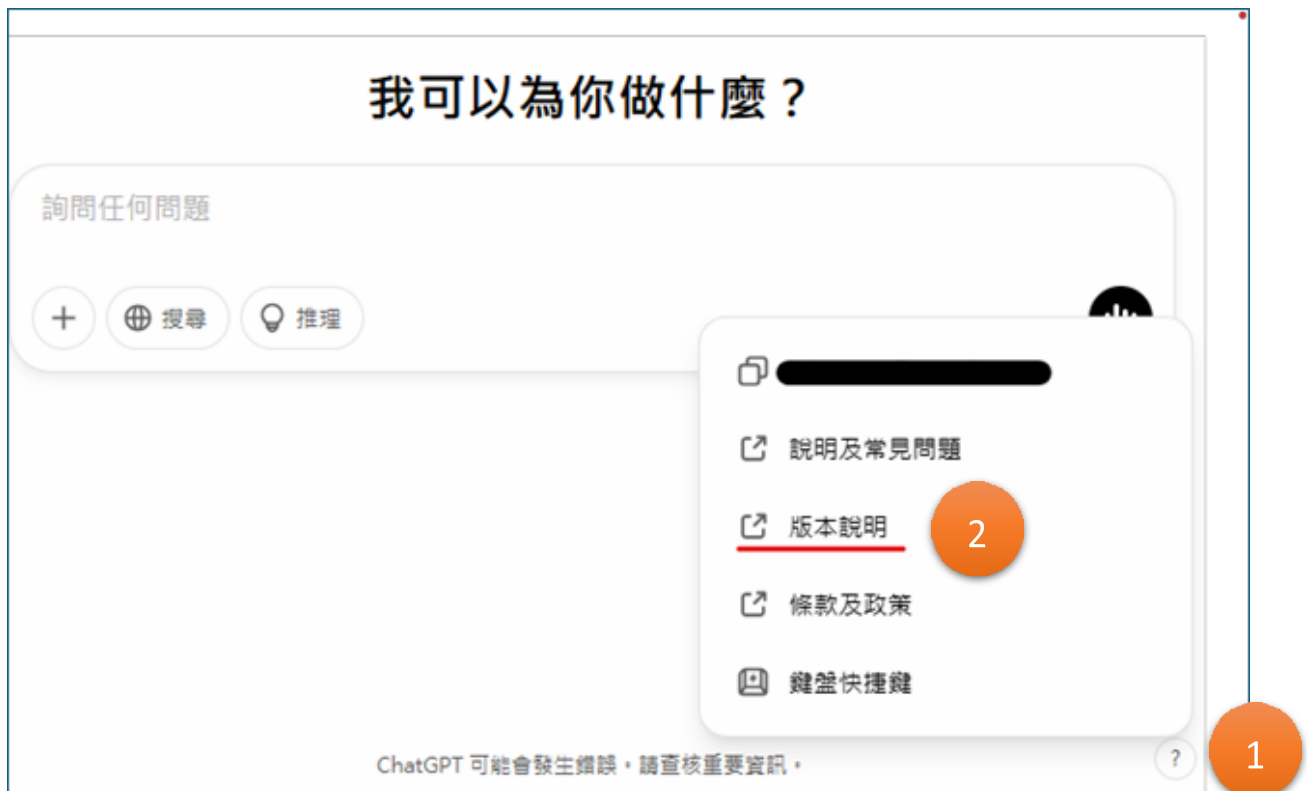 我可以為你做什麼？
詢問任何問題
搜尋
推理
說明及常見問題
版本說明
2
條款及政策
鍵盤快捷鍵
ChatGPT 可能會發生錯誤。請查核重要資訊。
?
1